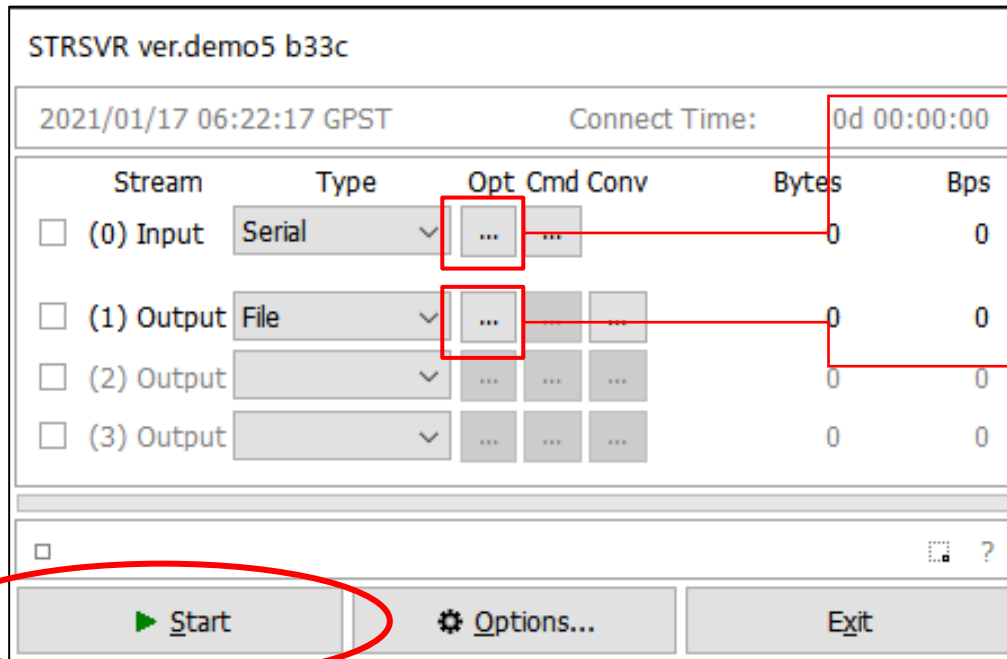 STRSVR ver.demo5 b33c
2021/01/17 06:22:17 GPST Connect Time: 0d 00:00:00
Stream Type Opt Cmd Conv Bytes Bps
(0) Input Serial ... ... 0 0
(1) Output File ... ... ... 0 0
(2) Output ... ... ... 0 0
(3) Output ... ... ... 0 0
?
Start Options... Exit